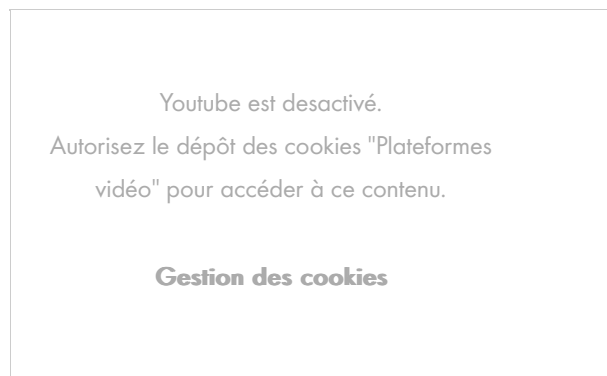 Youtube est desactivé.
Autorisez le dépôt des cookies "Plateformes
vidéo" pour accéder à ce contenu.
Gestion des cookies